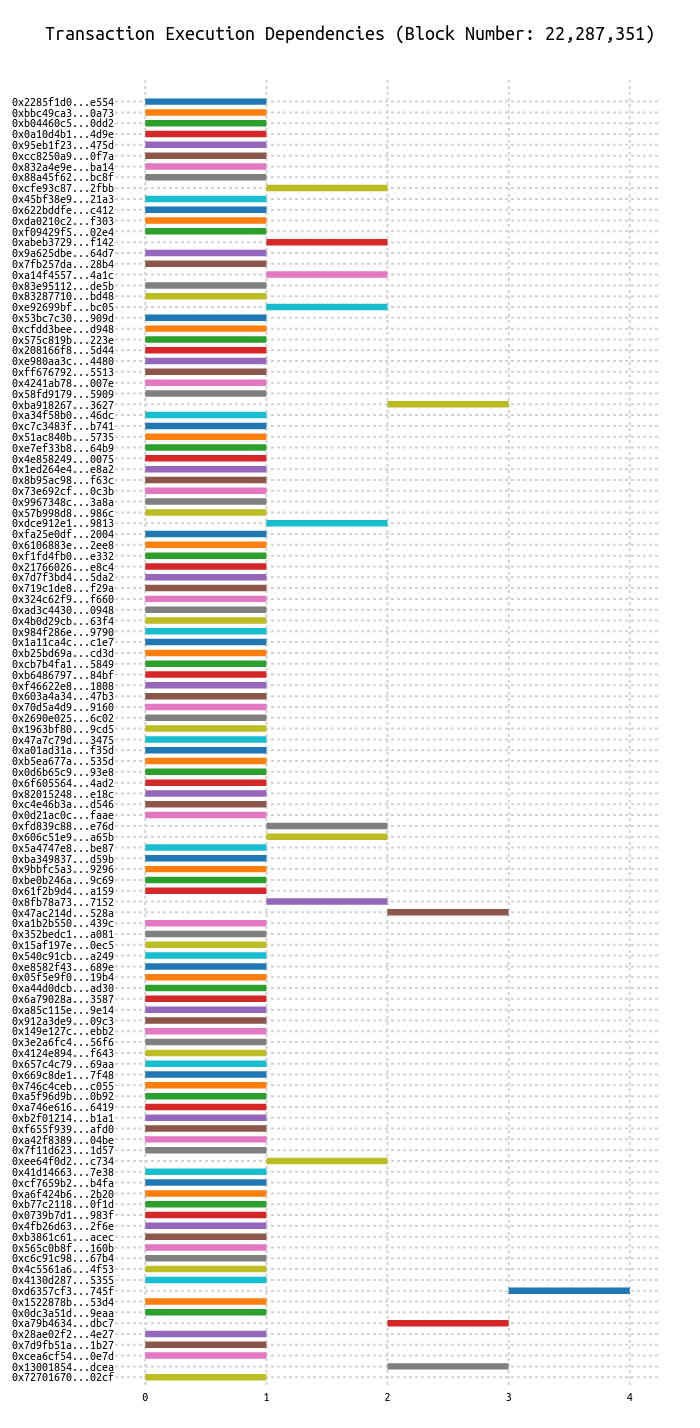 Transaction Execution Dependencies (Block Number: 22,287,351)
0x2285f1d0...e554
0xbbc49ca3...0a73
0xb04460c5...0dd2
0x0a10d4b1...4d9e
0x95eb1f23...475d
0xcc8250a9...0f7a
0x832a4e9e...ba14
0x88a45f62...bc8f
0xcfe93c87...2fbb
0x45bf38e9...21a3
0x622bddfe...c412
0xda0210c2...f303
0xf09429f5...02e4
0xabeb3729...f142
0x9a625dbe...64d7
0x7fb257da...28b4
0xa14f4557...4a1c
0x83e95112...de5b
0x83287710...bd48
0xe92699bf...bc05
0x53bc7c30...909d
0xcfdd3bee...d948
0x575c819b...223e
0x208166f8...5d44
0xe980aa3c...4480
0xff676792...5513
0x4241ab78...007e
0x58fd9179...5909
0xba918267...3627
0xa34f58b0...46dc
0xc7c3483f...b741
0x51ac840b...5735
0xe7ef33b8...64b9
0x4e858249...0075
0x1ed264e4...e8a2
0x8b95ac98...f63c
0x73e692cf...0c3b
0x9967348c...3a8a
0x57b998d8...986c
0xdce912e1...9813
0xfa25e0df...2004
0x6106883e...2ee8
0xf1fd4fb0...e332
0x21766026...e8c4
0x7d7f3bd4...5da2
0x719c1de8...f29a
0x324c62f9...f660
0xad3c4430...0948
0x4b0d29cb...63f4
0x984f286e...9790
0x1a11ca4c...c1e7
0xb25bd69a...cd3d
0xcb7b4fa1...5849
0xb6486797...84bf
0xf46622e8...1808
0x603a4a34...47b3
0x70d5a4d9...9160
0x2690e025...6c02
0x1963bf80...9cd5
0x47a7c79d...3475
0xa01ad31a...f35d
0xb5ea677a...535d
0x0d6b65c9...93e8
0x6f605564...4ad2
0x82015248...e18c
0xc4e46b3a...d546
0x0d21ac0c...faae
0xfd839c88...e76d
0x606c51e9...a65b
0x5a4747e8...be87
0xba349837...d59b
0x9bbfc5a3...9296
0xbe0b246a...9c69
0x61f2b9d4...a159
0x8fb78a73...7152
0x47ac214d...528a
0xa1b2b550...439c
0x352bedc1...a081
0x15af197e...0ec5
0x540c91cb...a249
0xe8582f43...689e
0x05f5e9f0...19b4
0xa44d0dcb...ad30
0x6a79028a...3587
0xa85c115e...9e14
0x912a3de9...09c3
0x149e127c...ebb2
0x3e2a6fc4...56f6
0x4124e894...f643
0x657c4c79...69aa
0x669c8de1...7f48
0x746c4ceb...c055
0xa5f96d9b...0b92
0xa746e616...6419
0xb2f01214...b1a1
0xf655f939...afd0
0xa42f8389...04be
0x7f11d623...1d57
0xee64f0d2...c734
0x41d14663...7e38
0xcf7659b2...b4fa
0xa6f424b6...2b20
0xb77c2118...0f1d
0x0739b7d1...983f
0x4fb26d63...2f6e
0xb3861c61...acec
0x565c0b8f...160b
0xc6c91c98...67b4
0x4c5561a6...4f53
0x4130d287...5355
0xd6357cf3...745f
0x1522878b...53d4
0x0dc3a51d...9eaa
0xa79b4634...dbc7
0x28ae02f2...4e27
0x7d9fb51a...1b27
0xcea6cf54...0e7d
0x13001854...dcea
0x72701670...02cf
0 1 2 3 4